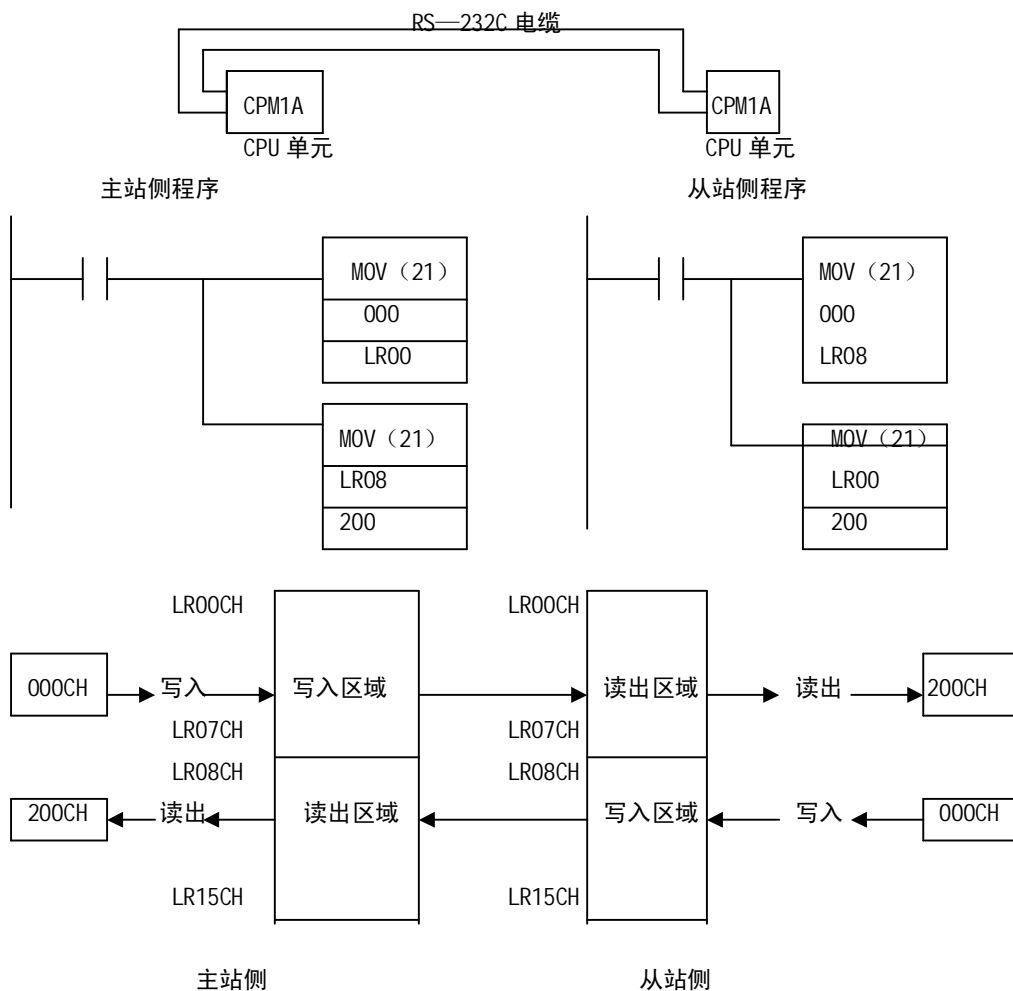 RS—232C 电缆
CPM1A
CPM1A
CPU 单元
CPU 单元
主站侧程序
从站侧程序
MOV（21）
000
LR00
MOV（21）
LR08
200
MOV（21）
000
LR08
MOV（21）
LR00
200
LR00CH
LR00CH
000CH
写入
写入区域
读出区域
读出
200CH
LR07CH
LR07CH
LR08CH
LR08CH
200CH
读出
读出区域
写入区域
写入
000CH
LR15CH
LR15CH
主站侧
从站侧